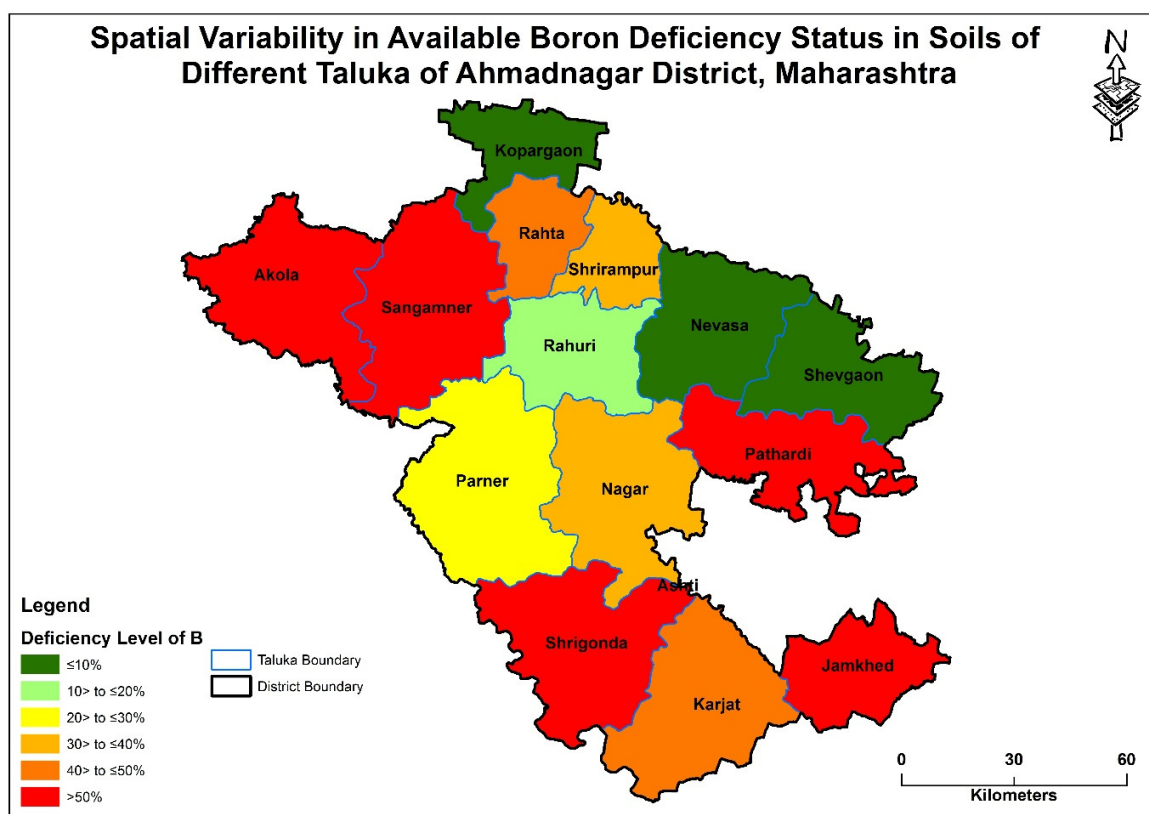 Spatial Variability in Available Boron Deficiency Status in Soils of
Different Taluka of Ahmadnagar District, Maharashtra
N
Kopargaon
Rahta
Shrirampur
Akola
Sangamner
Nevasa
Rahuri
Shevgaon
Pathardi
Parner
Nagar
Ashti
Shrigonda
Jamkhed
Karjat
Legend
Deficiency Level of B
≤10%
10> to ≤20%
20> to ≤30%
30> to ≤40%
40> to ≤50%
>50%
Taluka Boundary
District Boundary
0 30 60
Kilometers